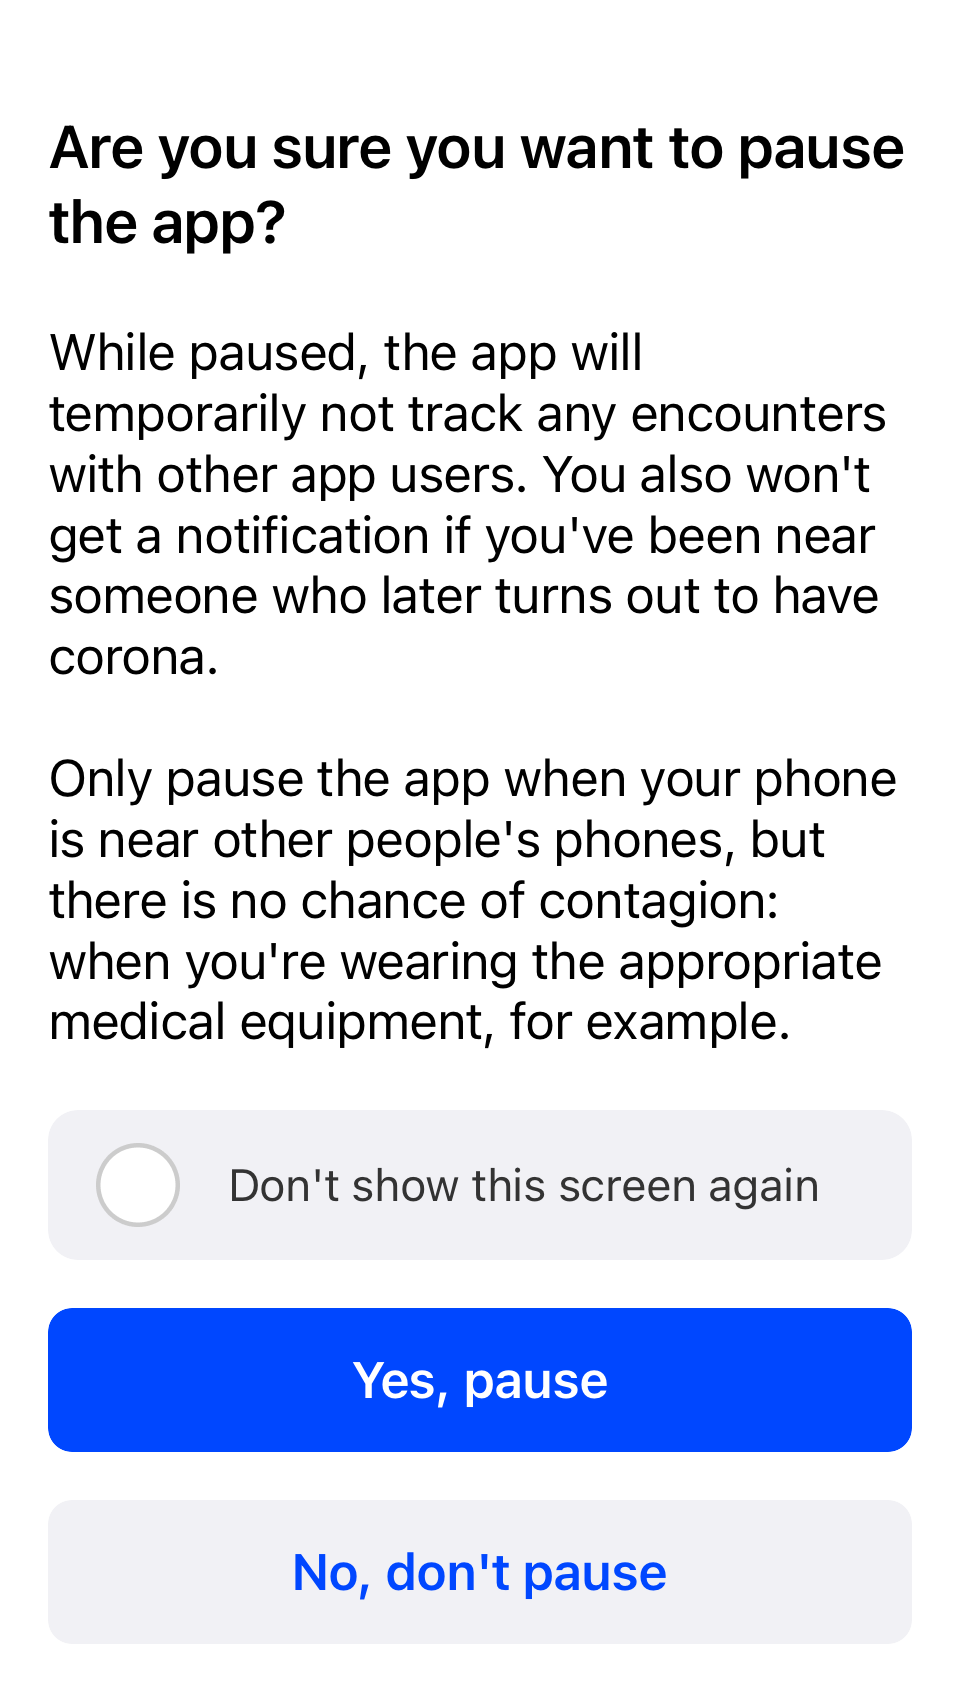 Are you sure you want to pause
the app?
While paused, the app will
temporarily not track any encounters
with other app users. You also won't
get a notification if you've been near
someone who later turns out to have
corona.
Only pause the app when your phone
is near other people's phones, but
there is no chance of contagion:
when you're wearing the appropriate
medical equipment, for example.
Don't show this screen again
Yes, pause
No, don't pause